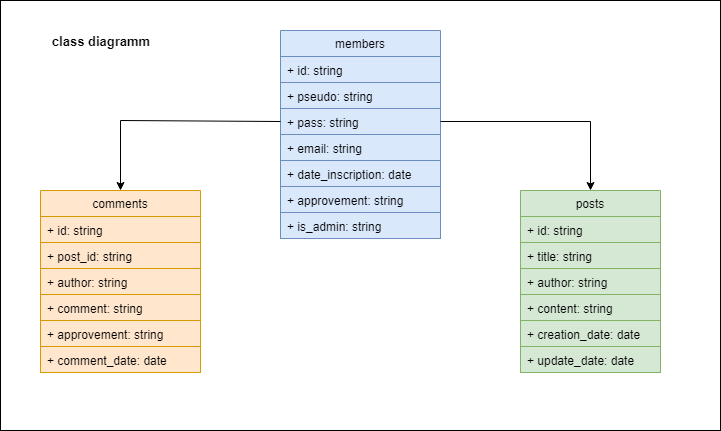 class diagramm
members
+ id: string
+ pseudo: string
+ pass: string
+ email: string
+ date_inscription: date
+ approvement: string
+ is_admin: string
comments
+ id: string
+ post_id: string
+ author: string
+ comment: string
+ approvement: string
+ comment_date: date
posts
+ id: string
+ title: string
+ author: string
+ content: string
+ creation_date: date
+ update_date: date